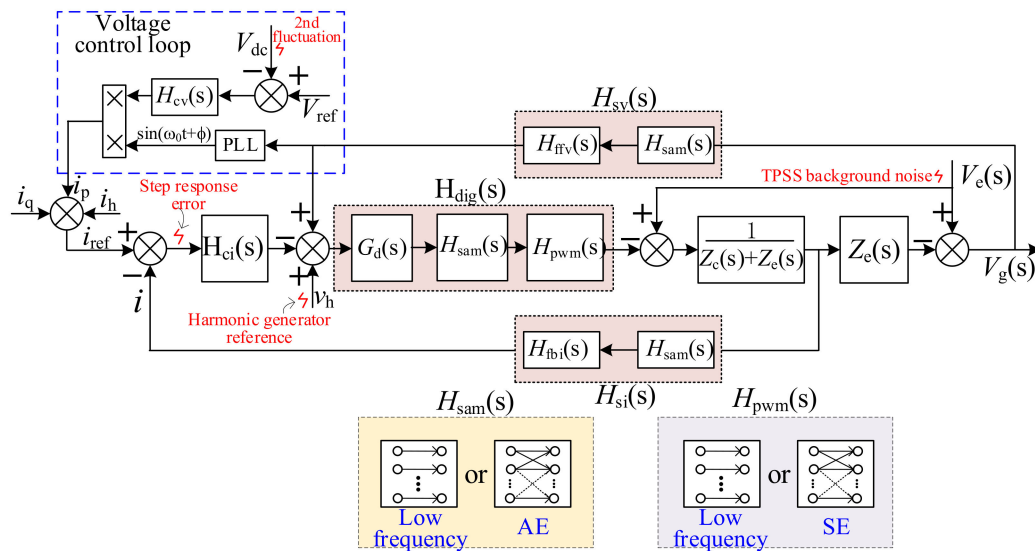 Voltage
control loop
2nd
fluctuation
V_dc
−
+
H_cv(s)
V_ref
×
×
sin(ω₀t+ϕ)
PLL
H_sv(s)
H_ffv(s)
H_sam(s)
TPSS background noise
V_e(s)
i_q
i_p
i_h
i_ref
Step response
error
H_dig(s)
+
−
H_ci(s)
+
−
+
G_d(s)
H_sam(s)
H_pwm(s)
+
−
1
Z_c(s)+Z_e(s)
Z_e(s)
+
−
V_g(s)
i
v_h
Harmonic generator
reference
H_fbi(s)
H_sam(s)
H_si(s)
H_sam(s)
H_pwm(s)
or
or
Low
frequency
AE
Low
frequency
SE